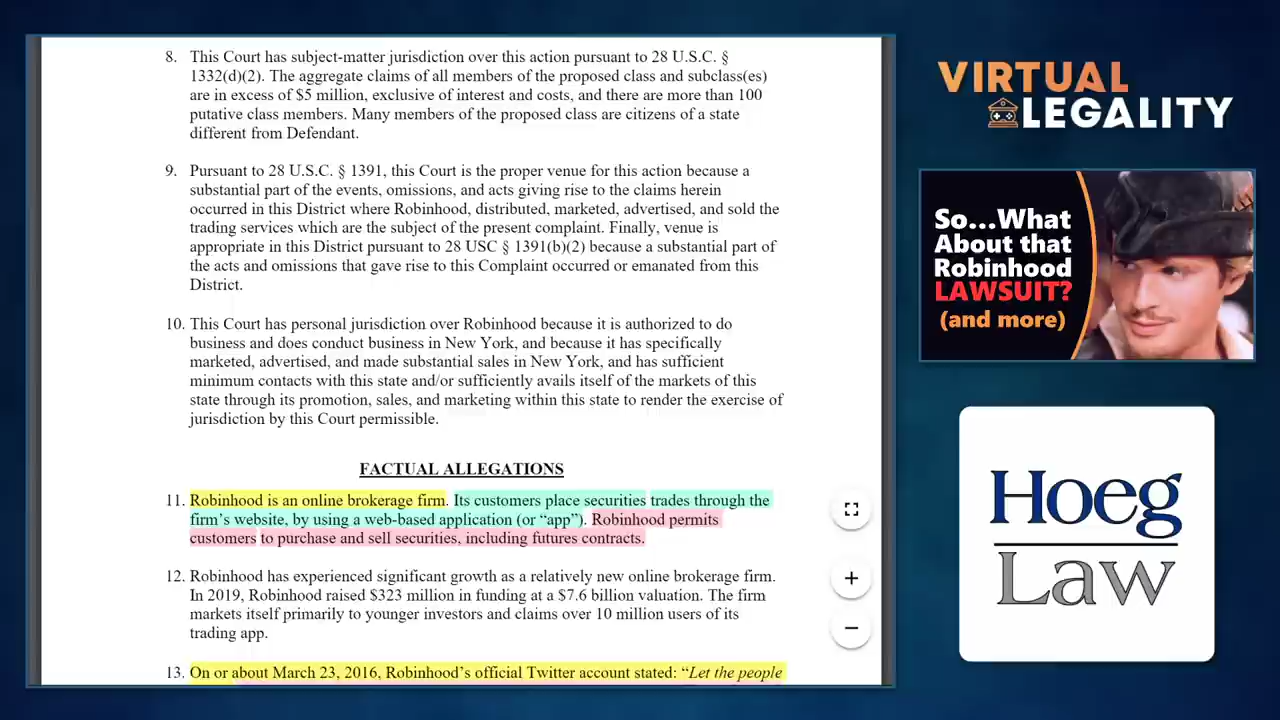 8. This Court has subject-matter jurisdiction over this action pursuant to 28 U.S.C. §
1332(d)(2). The aggregate claims of all members of the proposed class and subclass(es)
are in excess of $5 million, exclusive of interest and costs, and there are more than 100
putative class members. Many members of the proposed class are citizens of a state
different from Defendant.
9. Pursuant to 28 U.S.C. § 1391, this Court is the proper venue for this action because a
substantial part of the events, omissions, and acts giving rise to the claims herein
occurred in this District where Robinhood, distributed, marketed, advertised, and sold the
trading services which are the subject of the present complaint. Finally, venue is
appropriate in this District pursuant to 28 USC § 1391(b)(2) because a substantial part of
the acts and omissions that gave rise to this Complaint occurred or emanated from this
District.
10. This Court has personal jurisdiction over Robinhood because it is authorized to do
business and does conduct business in New York, and because it has specifically
marketed, advertised, and made substantial sales in New York, and has sufficient
minimum contacts with this state and/or sufficiently avails itself of the markets of this
state through its promotion, sales, and marketing within this state to render the exercise of
jurisdiction by this Court permissible.
FACTUAL ALLEGATIONS
11. Robinhood is an online brokerage firm. Its customers place securities trades through the
firm's website, by using a web-based application (or “app”). Robinhood permits
customers to purchase and sell securities, including futures contracts.
12. Robinhood has experienced significant growth as a relatively new online brokerage firm.
In 2019, Robinhood raised $323 million in funding at a $7.6 billion valuation. The firm
markets itself primarily to younger investors and claims over 10 million users of its
trading app.
13. On or about March 23, 2016, Robinhood's official Twitter account stated: “Let the people
VIRTUAL
LEGALITY
So...What
About that
Robinhood
LAWSUIT?
(and more)
Hoeg
Law